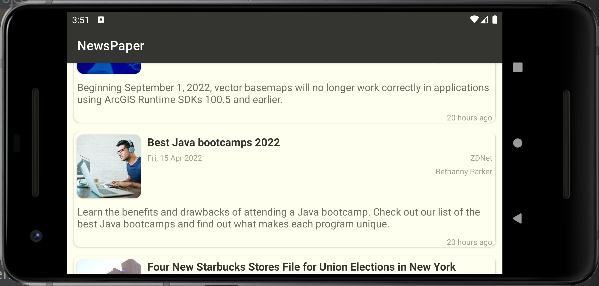 3:51
NewsPaper
Beginning September 1, 2022, vector basemaps will no longer work correctly in applications
using ArcGIS Runtime SDKs 100.5 and earlier.
20 hours ago
Best Java bootcamps 2022
Fri, 15 Apr 2022
ZDNet
Bethanny Parker
Learn the benefits and drawbacks of attending a Java bootcamp. Check out our list of the
best Java bootcamps and find out what makes each program unique.
20 hours ago
Four New Starbucks Stores File for Union Elections in New York